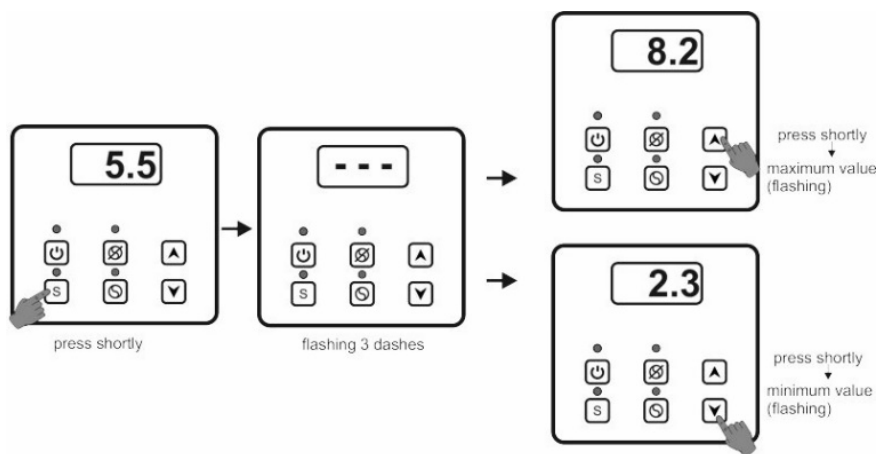 5.5
S
press shortly
- - -
S
flashing 3 dashes
8.2
S
press shortly
maximum value
(flashing)
2.3
S
press shortly
minimum value
(flashing)